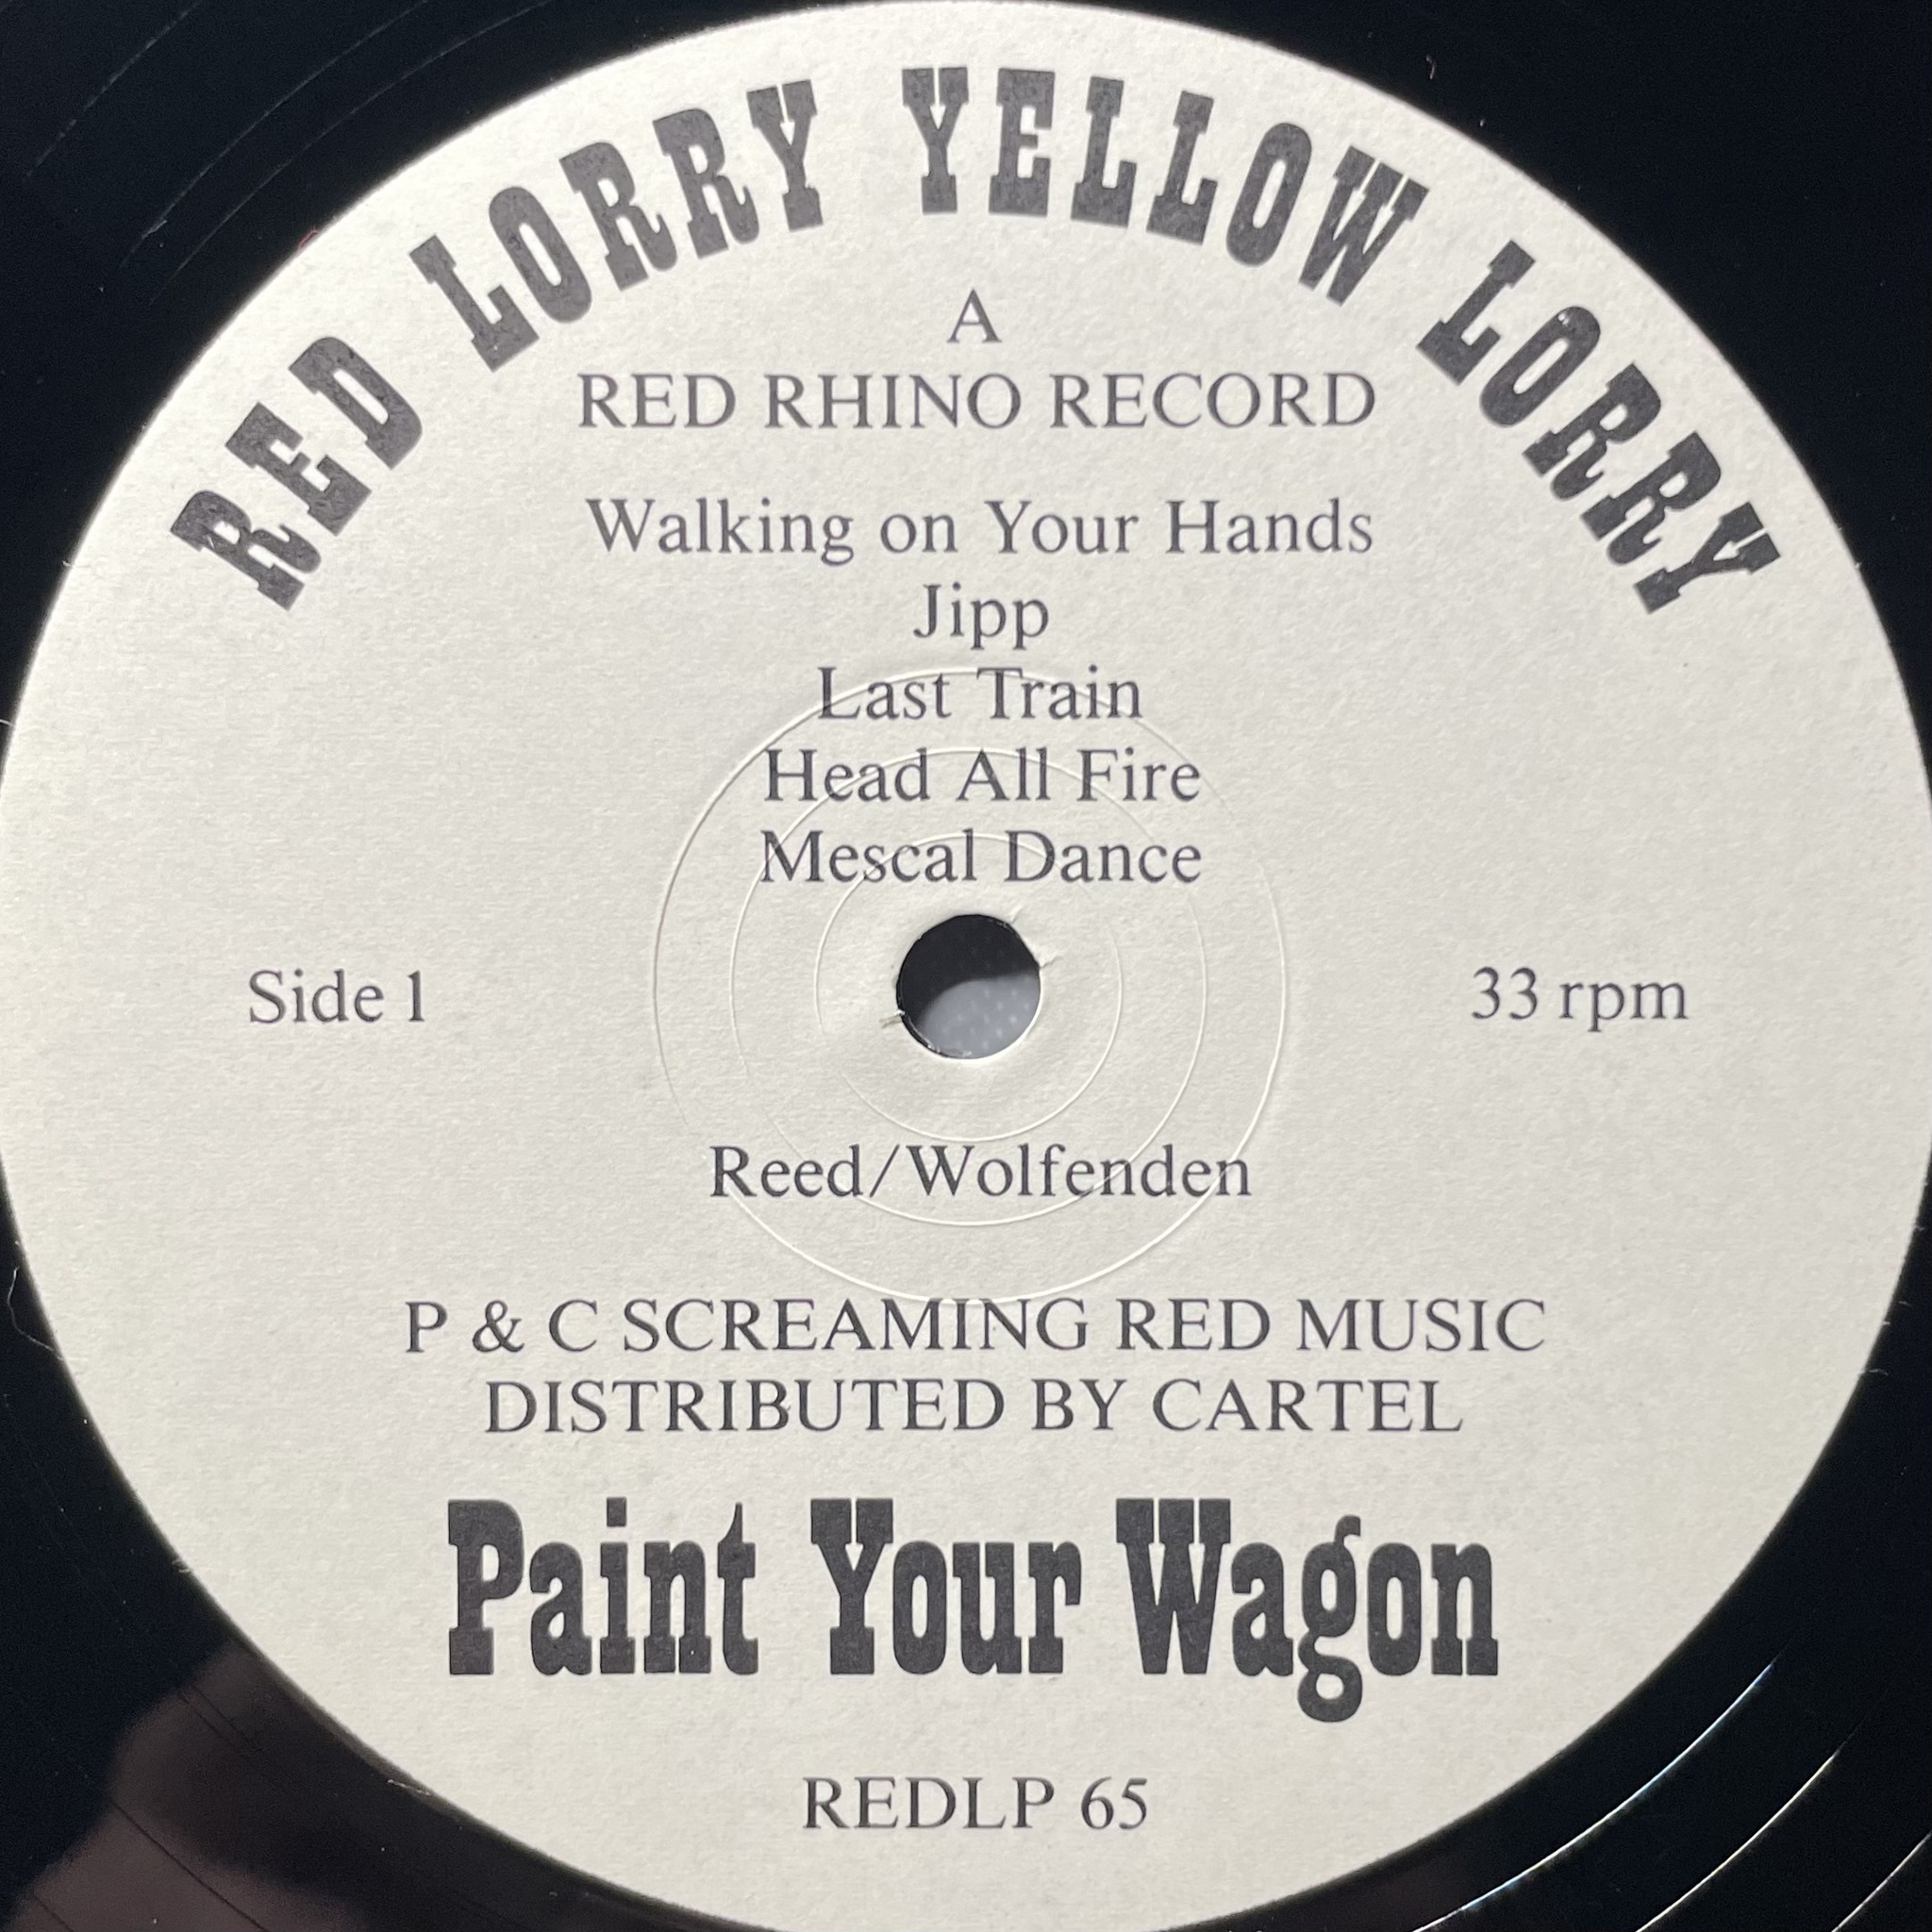 RED LORRY YELLOW LORRY
A
RED RHINO RECORD
Walking on Your Hands
Jipp
Last Train
Head All Fire
Mescal Dance
Side 1
33 rpm
Reed/Wolfenden
P & C SCREAMING RED MUSIC
DISTRIBUTED BY CARTEL
Paint Your Wagon
REDLP 65